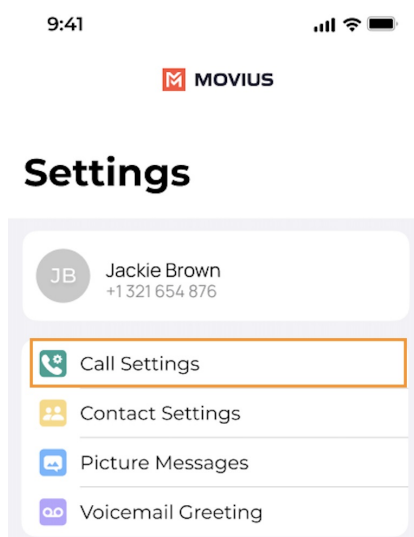 9:41
MOVIUS
Settings
JB
Jackie Brown
+1 321 654 876
Call Settings
Contact Settings
Picture Messages
Voicemail Greeting